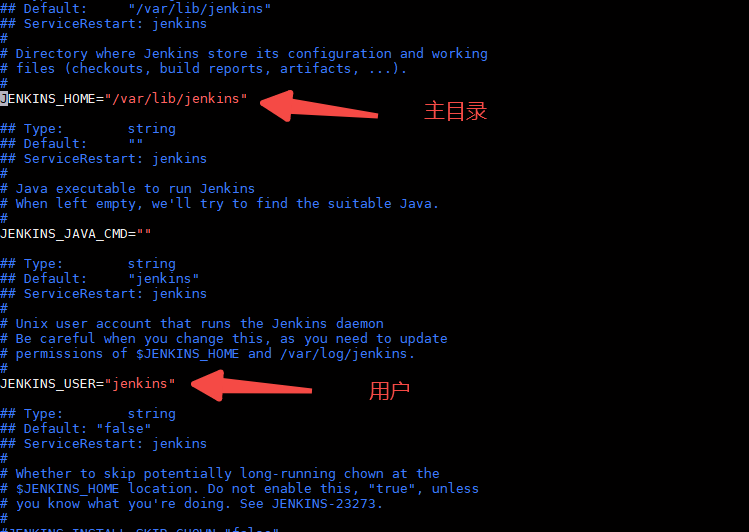 ## Default:     "/var/lib/jenkins"
## ServiceRestart: jenkins
#
# Directory where Jenkins store its configuration and working
# files (checkouts, build reports, artifacts, ...).
#
JENKINS_HOME="/var/lib/jenkins"
主目录
## Type:        string
## Default:     ""
## ServiceRestart: jenkins
#
# Java executable to run Jenkins
# When left empty, we'll try to find the suitable Java.
#
JENKINS_JAVA_CMD=""
## Type:        string
## Default:     "jenkins"
## ServiceRestart: jenkins
#
# Unix user account that runs the Jenkins daemon
# Be careful when you change this, as you need to update
# permissions of $JENKINS_HOME and /var/log/jenkins.
#
JENKINS_USER="jenkins"
用户
## Type:        string
## Default: "false"
## ServiceRestart: jenkins
#
# Whether to skip potentially long-running chown at the
# $JENKINS_HOME location. Do not enable this, "true", unless
# you know what you're doing. See JENKINS-23273.
#
#JENKINS_INSTALL_SKIP_CHOWN="false"